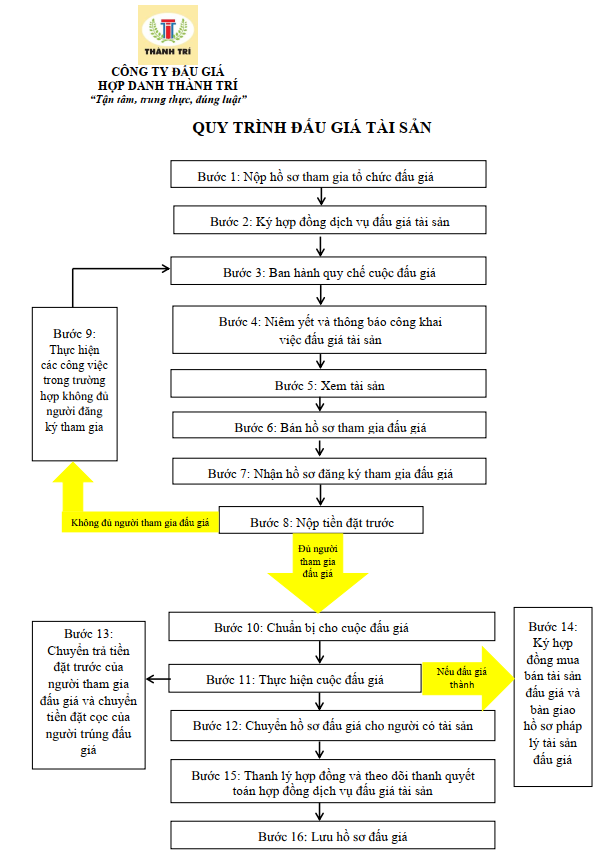 THÀNH TRÍ
CÔNG TY ĐẤU GIÁ
HỢP DANH THÀNH TRÍ
“Tận tâm, trung thực, đúng luật”
QUY TRÌNH ĐẤU GIÁ TÀI SẢN
Bước 1: Nộp hồ sơ tham gia tổ chức đấu giá
Bước 2: Ký hợp đồng dịch vụ đấu giá tài sản
Bước 3: Ban hành quy chế cuộc đấu giá
Bước 4: Niêm yết và thông báo công khai
việc đấu giá tài sản
Bước 5: Xem tài sản
Bước 6: Bán hồ sơ tham gia đấu giá
Bước 7: Nhận hồ sơ đăng ký tham gia đấu giá
Bước 8: Nộp tiền đặt trước
Bước 9:
Thực hiện
các công việc
trong trường
hợp không đủ
người đăng
ký tham gia
Không đủ người tham gia đấu giá
Đủ người
tham gia
đấu giá
Bước 10: Chuẩn bị cho cuộc đấu giá
Bước 11: Thực hiện cuộc đấu giá
Nếu đấu giá
thành
Bước 12: Chuyển hồ sơ đấu giá cho người có tài sản
Bước 13:
Chuyển trả tiền
đặt trước của
người tham gia
đấu giá và chuyển
tiền đặt cọc của
người trúng đấu
giá
Bước 14:
Ký hợp
đồng mua
bán tài sản
đấu giá và
bàn giao
hồ sơ pháp
lý tài sản
đấu giá
Bước 15: Thanh lý hợp đồng và theo dõi thanh quyết
toán hợp đồng dịch vụ đấu giá tài sản
Bước 16: Lưu hồ sơ đấu giá